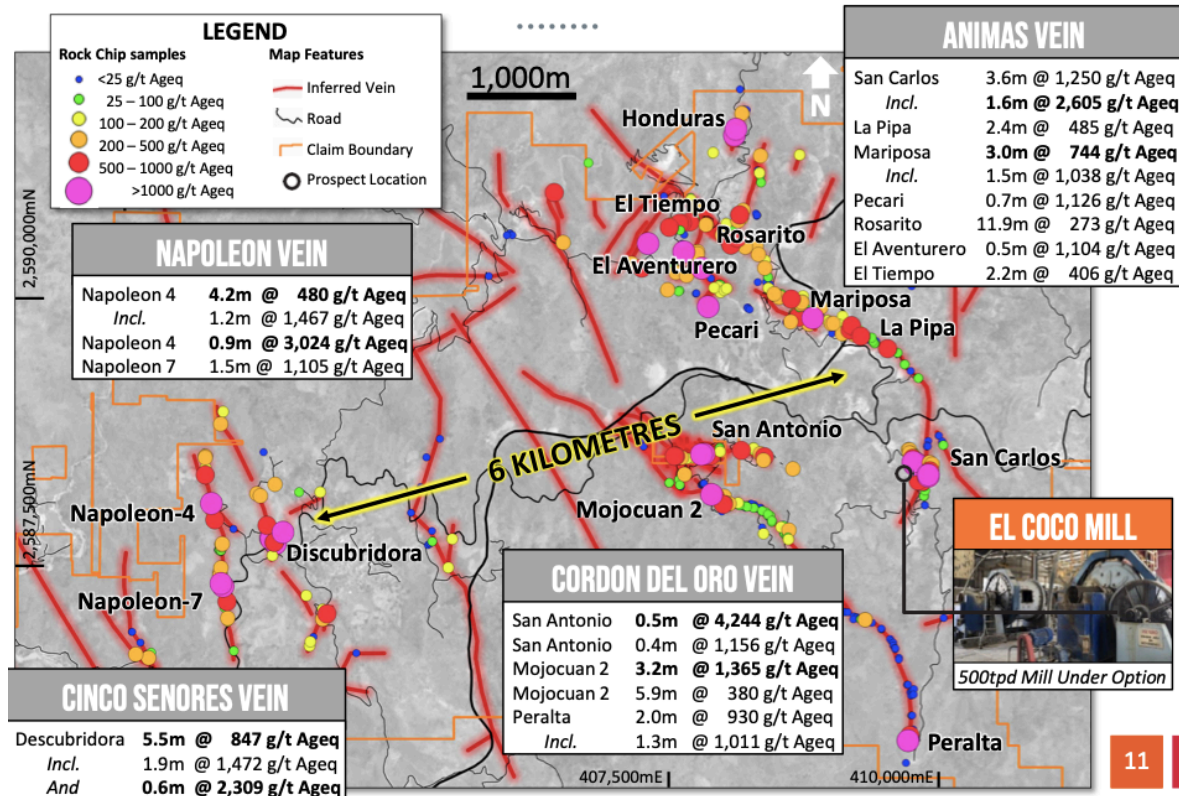 LEGEND
Rock Chip samples
<25 g/t Ageq
25 – 100 g/t Ageq
100 – 200 g/t Ageq
200 – 500 g/t Ageq
500 – 1000 g/t Ageq
>1000 g/t Ageq
Map Features
Inferred Vein
Road
Claim Boundary
Prospect Location
1,000m
N
ANIMAS VEIN
San Carlos 3.6m @ 1,250 g/t Ageq
Incl. 1.6m @ 2,605 g/t Ageq
La Pipa 2.4m @ 485 g/t Ageq
Mariposa 3.0m @ 744 g/t Ageq
Incl. 1.5m @ 1,038 g/t Ageq
Pecari 0.7m @ 1,126 g/t Ageq
Rosarito 11.9m @ 273 g/t Ageq
El Aventurero 0.5m @ 1,104 g/t Ageq
El Tiempo 2.2m @ 406 g/t Ageq
Honduras
El Tiempo
Rosarito
El Aventurero
Pecari
Mariposa
La Pipa
2,590,000mN
NAPOLEON VEIN
Napoleon 4 4.2m @ 480 g/t Ageq
Incl. 1.2m @ 1,467 g/t Ageq
Napoleon 4 0.9m @ 3,024 g/t Ageq
Napoleon 7 1.5m @ 1,105 g/t Ageq
6 KILOMETRES
San Antonio
San Carlos
Mojocuan 2
2,587,500mN
Napoleon-4
Discubridora
Napoleon-7
EL COCO MILL
500tpd Mill Under Option
CORDON DEL ORO VEIN
San Antonio 0.5m @ 4,244 g/t Ageq
San Antonio 0.4m @ 1,156 g/t Ageq
Mojocuan 2 3.2m @ 1,365 g/t Ageq
Mojocuan 2 5.9m @ 380 g/t Ageq
Peralta 2.0m @ 930 g/t Ageq
Incl. 1.3m @ 1,011 g/t Ageq
CINCO SENORES VEIN
Descubridora 5.5m @ 847 g/t Ageq
Incl. 1.9m @ 1,472 g/t Ageq
And 0.6m @ 2,309 g/t Ageq
Peralta
407,500mE
410,000mE
11